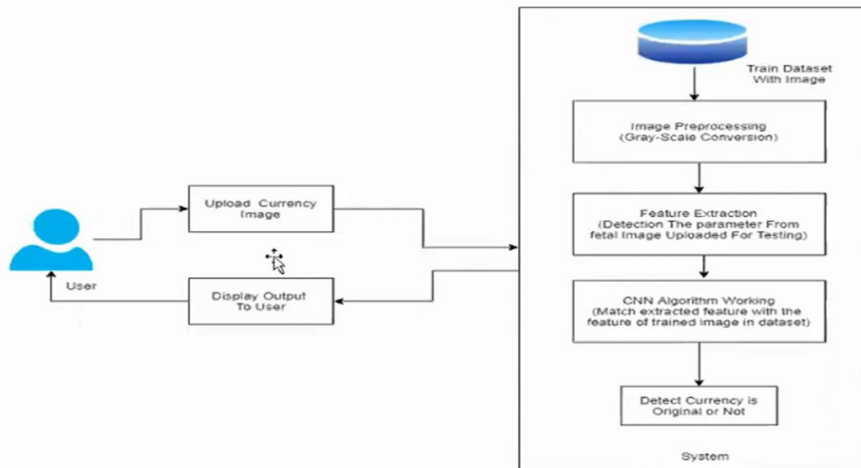 Upload Currency
Image
User
Display Output
To User
Train Dataset
With Image
Image Preprocessing
(Gray-Scale Conversion)
Feature Extraction
(Detection The parameter From
fetal Image Uploaded For Testing)
CNN Algorithm Working
(Match extracted feature with the
feature of trained image in dataset)
Detect Currency is
Original or Not
System